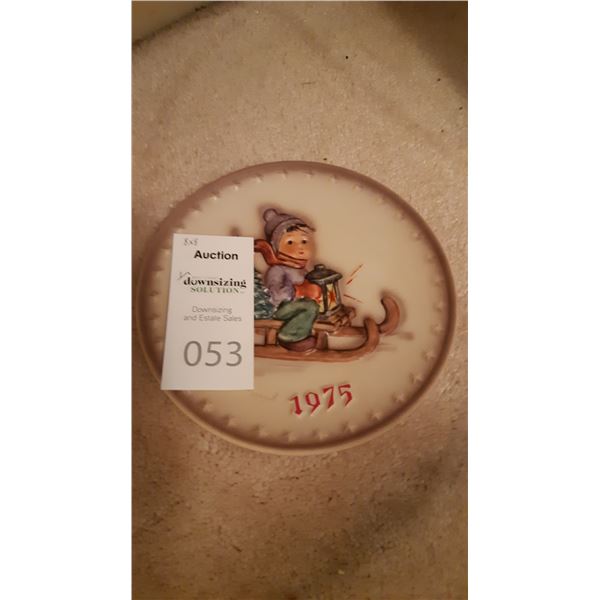 8x8
Auction
downsizing
SOLUTION
Downsizing
and Estate Sales
053
1975